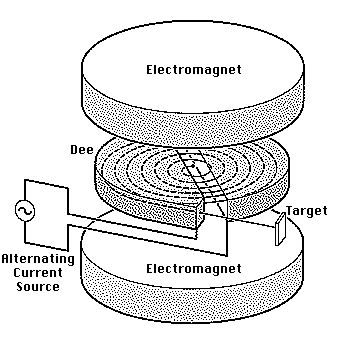 Electromagnet
Dee
Target
Alternating
Current
Source
Electromagnet